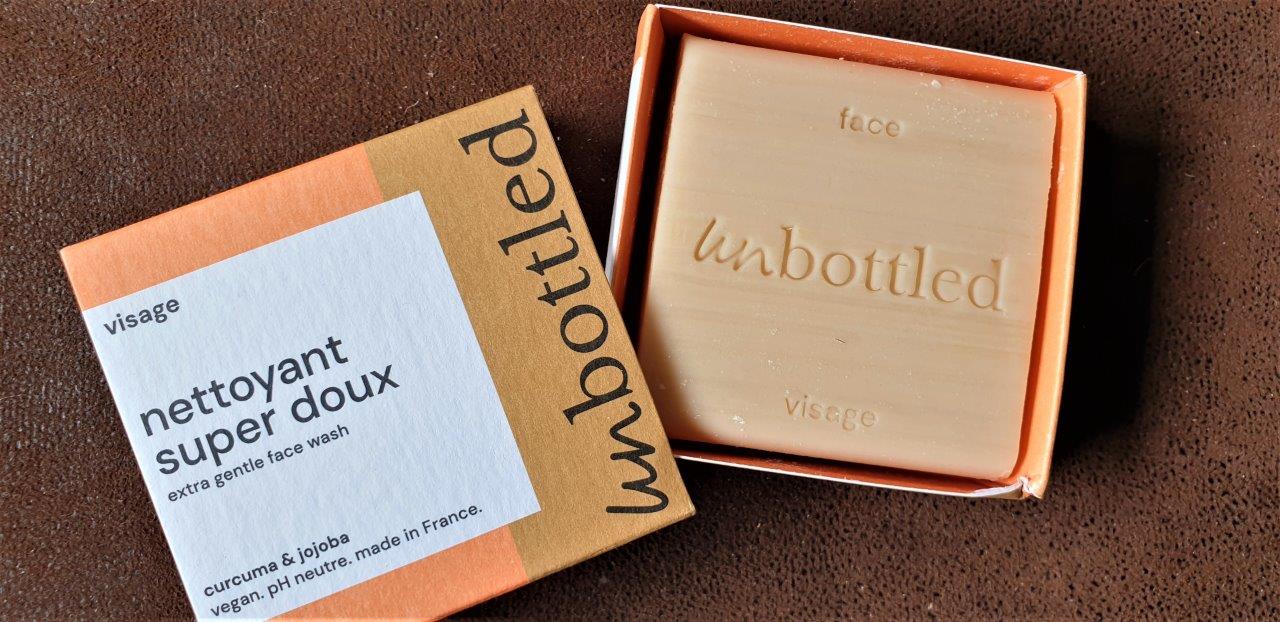 visage
nettoyant
super doux
extra gentle face wash
curcuma & jojoba
vegan. pH neutre. made in France.
unbottled
face
unbottled
visage